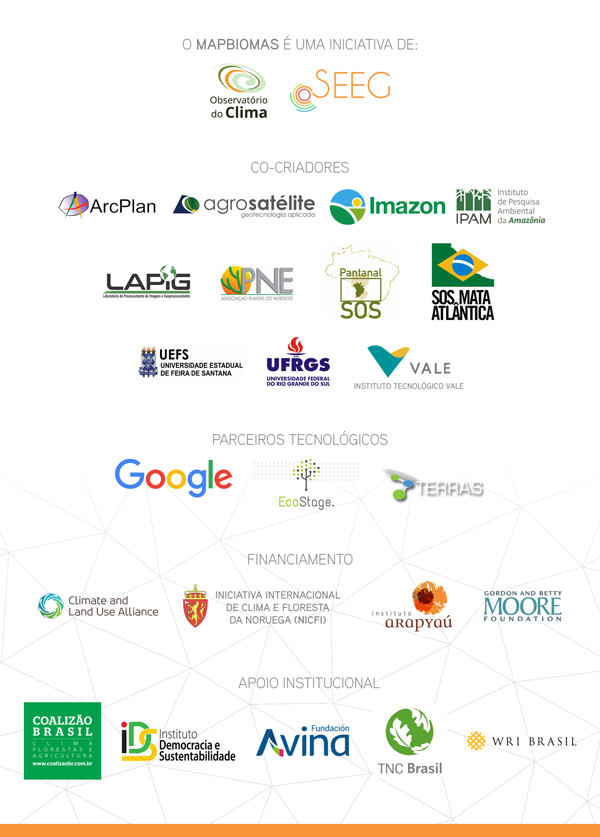 O MAPBIOMAS É UMA INICIATIVA DE:
Observatório
do Clima
SEEG
CO-CRIADORES
ArcPlan
agrosatélite
geotecnologia aplicada
Imazon
IPAM
Instituto
de Pesquisa
Ambiental
da Amazônia
LAPIG
Laboratório de Processamento de Imagens e Geoprocessamento
APNE
ASSOCIAÇÃO PLANTAS DO NORDESTE
Pantanal
SOS
SOS MATA
ATLÂNTICA
UEFS
UNIVERSIDADE ESTADUAL
DE FEIRA DE SANTANA
UFRGS
UNIVERSIDADE FEDERAL
DO RIO GRANDE DO SUL
VALE
INSTITUTO TECNOLÓGICO VALE
PARCEIROS TECNOLÓGICOS
Google
EcoStage.
TERRAS
FINANCIAMENTO
Climate and
Land Use Alliance
INICIATIVA INTERNACIONAL
DE CLIMA E FLORESTA
DA NORUEGA (NICFI)
instituto
arapyaú
GORDON AND BETTY
MOORE
FOUNDATION
APOIO INSTITUCIONAL
COALIZÃO
BRASIL
CLIMA
FLORESTAS E
AGRICULTURA
www.coalizaobr.com.br
iDS
Instituto
Democracia e
Sustentabilidade
Fundación
Avina
TNC Brasil
WRI BRASIL